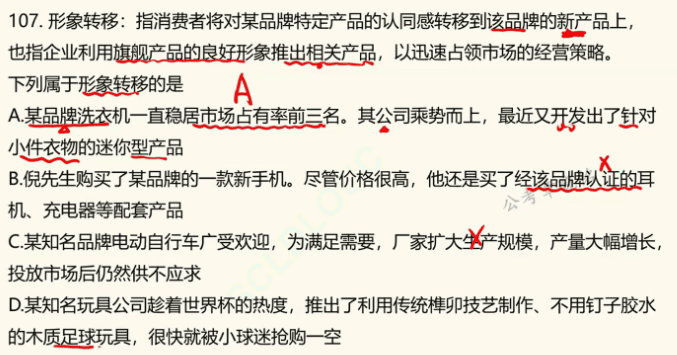 107. 形象转移：指消费者将对某品牌特定产品的认同感转移到该品牌的新产品上，
也指企业利用旗舰产品的良好形象推出相关产品，以迅速占领市场的经营策略。
下列属于形象转移的是
A
A.某品牌洗衣机一直稳居市场占有率前三名。其公司乘势而上，最近又开发出了针对
小件衣物的迷你型产品
B.倪先生购买了某品牌的一款新手机。尽管价格很高，他还是买了经该品牌认证的耳
机、充电器等配套产品
公考
C.某知名品牌电动自行车广受欢迎，为满足需要，厂家扩大生产规模，产量大幅增长，
投放市场后仍然供不应求
D.某知名玩具公司趁着世界杯的热度，推出了利用传统榫卯技艺制作、不用钉子胶水
的木质足球玩具，很快就被小球迷抢购一空